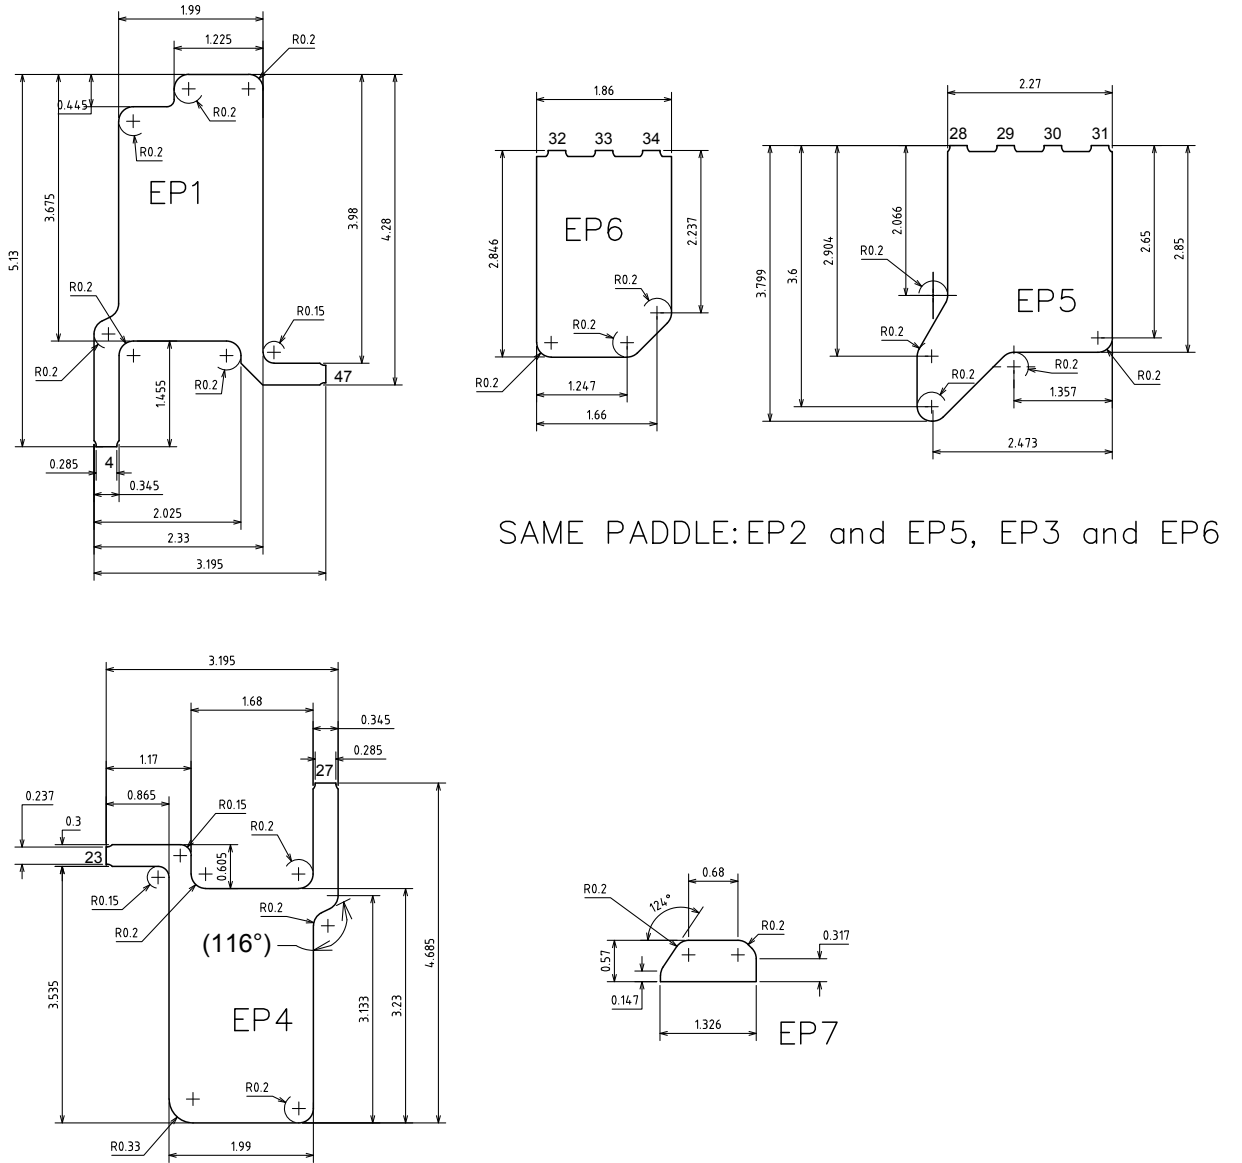 1.99
1.225
R0.2
0.445
R0.2
R0.2
EP1
3.675
5.13
3.98
4.28
R0.2
R0.15
R0.2
R0.2
1.455
47
4
0.285
0.345
2.025
2.33
3.195
1.86
32 33 34
EP6
2.846
2.237
R0.2
R0.2
R0.2
1.247
1.66
2.27
28 29 30 31
2.066
2.904
3.6
3.799
2.65
2.85
R0.2
EP5
R0.2
R0.2
R0.2
R0.2
1.357
2.473
SAME PADDLE: EP2 and EP5, EP3 and EP6
3.195
1.68
0.345
1.17
0.285
27
0.865
0.237
0.3
R0.15
R0.2
23
0.605
R0.15
R0.2
R0.2
(116°)
4.685
3.535
3.133
3.23
EP4
R0.2
R0.33
1.99
0.68
R0.2
124°
R0.2
0.317
0.57
0.147
1.326
EP7